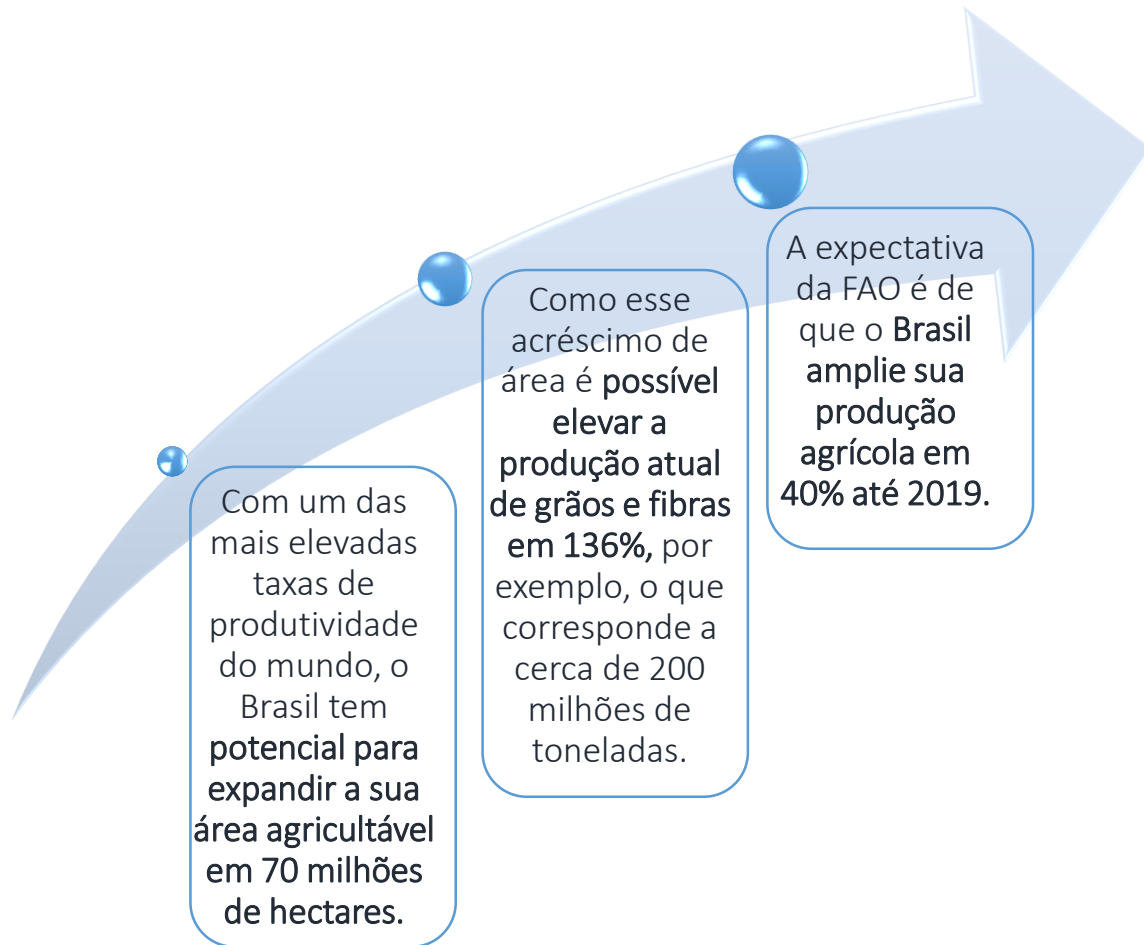 Com um das
mais elevadas
taxas de
produtividade
do mundo, o
Brasil tem
potencial para
expandir a sua
área agricultável
em 70 milhões
de hectares.
Como esse
acréscimo de
área é possível
elevar a
produção atual
de grãos e fibras
em 136%, por
exemplo, o que
corresponde a
cerca de 200
milhões de
toneladas.
A expectativa
da FAO é de
que o Brasil
amplie sua
produção
agrícola em
40% até 2019.